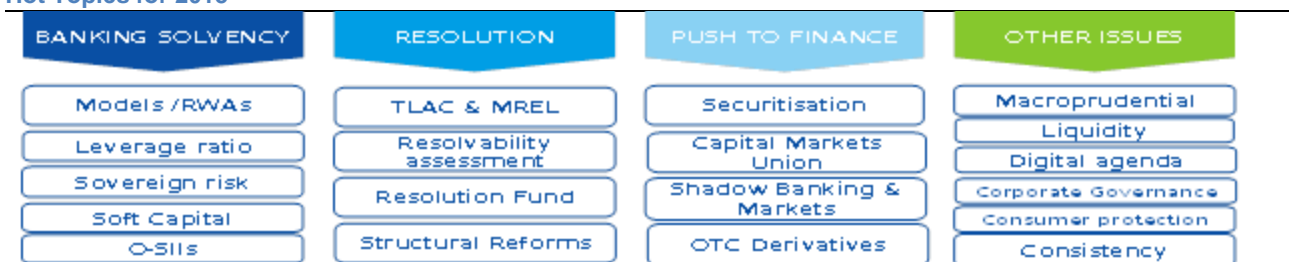 BANKING SOLVENCY
Models /RWAs
Leverage ratio
Sovereign risk
Soft Capital
O-SIIs
RESOLUTION
TLAC & MREL
Resolvability
assessment
Resolution Fund
Structural Reforms
PUSH TO FINANCE
Securitisation
Capital Markets
Union
Shadow Banking &
Markets
OTC Derivatives
OTHER ISSUES
Macroprudential
Liquidity
Digital agenda
Corporate Governance
Consumer protection
Consistency